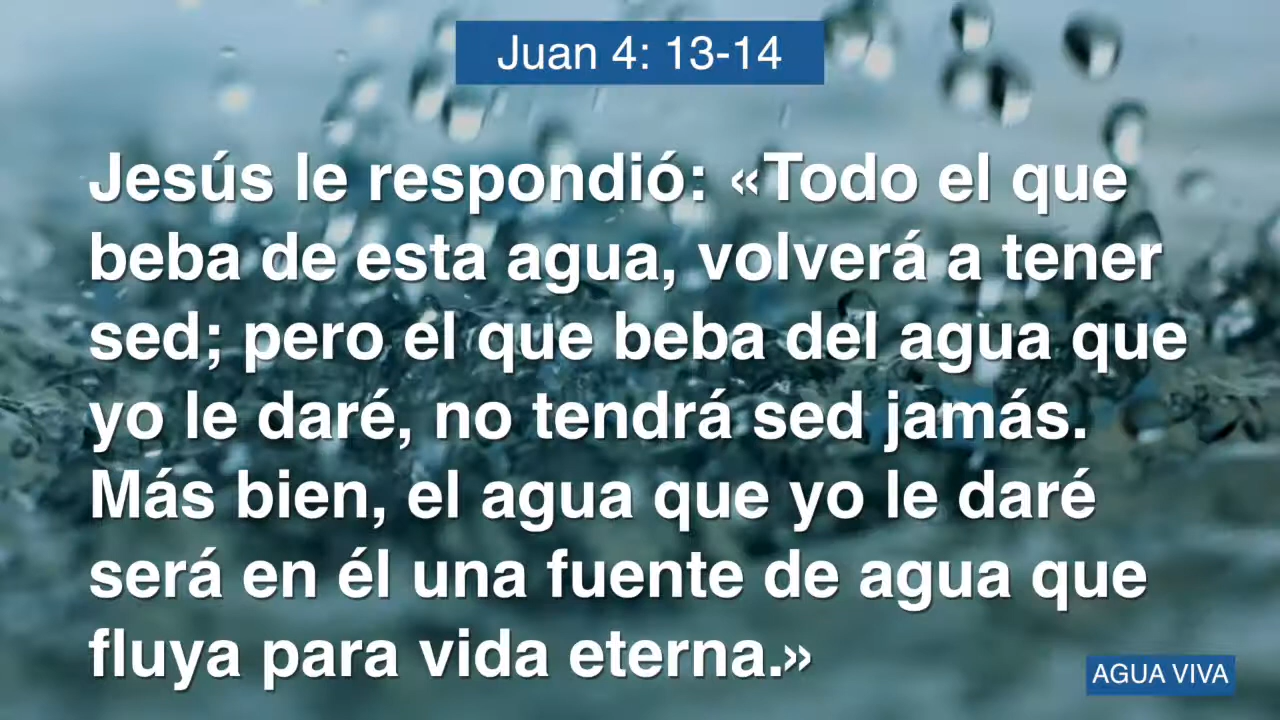 Juan 4: 13-14
Jesús le respondió: «Todo el que
beba de esta agua, volverá a tener
sed; pero el que beba del agua que
yo le daré, no tendrá sed jamás.
Más bien, el agua que yo le daré
será en él una fuente de agua que
fluya para vida eterna.»
AGUA VIVA